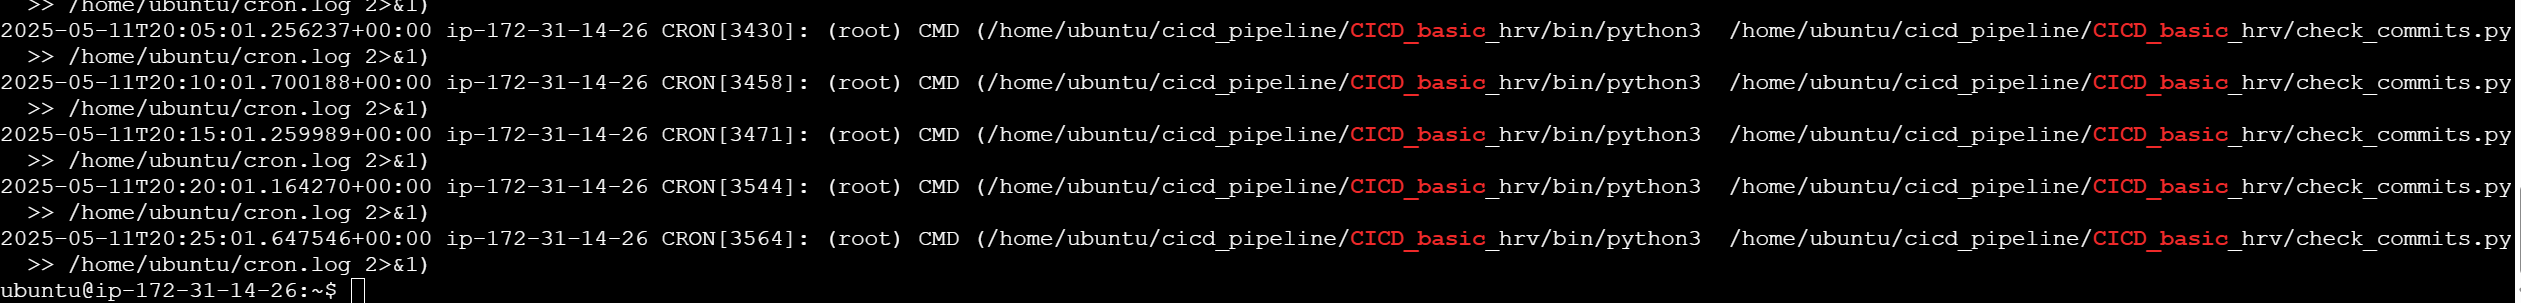 >> /home/ubuntu/cron.log 2>&1)
2025-05-11T20:05:01.256237+00:00 ip-172-31-14-26 CRON[3430]: (root) CMD (/home/ubuntu/cicd_pipeline/CICD_basic_hrv/bin/python3  /home/ubuntu/cicd_pipeline/CICD_basic_hrv/check_commits.py
  >> /home/ubuntu/cron.log 2>&1)
2025-05-11T20:10:01.700188+00:00 ip-172-31-14-26 CRON[3458]: (root) CMD (/home/ubuntu/cicd_pipeline/CICD_basic_hrv/bin/python3  /home/ubuntu/cicd_pipeline/CICD_basic_hrv/check_commits.py
  >> /home/ubuntu/cron.log 2>&1)
2025-05-11T20:15:01.259989+00:00 ip-172-31-14-26 CRON[3471]: (root) CMD (/home/ubuntu/cicd_pipeline/CICD_basic_hrv/bin/python3  /home/ubuntu/cicd_pipeline/CICD_basic_hrv/check_commits.py
  >> /home/ubuntu/cron.log 2>&1)
2025-05-11T20:20:01.164270+00:00 ip-172-31-14-26 CRON[3544]: (root) CMD (/home/ubuntu/cicd_pipeline/CICD_basic_hrv/bin/python3  /home/ubuntu/cicd_pipeline/CICD_basic_hrv/check_commits.py
  >> /home/ubuntu/cron.log 2>&1)
2025-05-11T20:25:01.647546+00:00 ip-172-31-14-26 CRON[3564]: (root) CMD (/home/ubuntu/cicd_pipeline/CICD_basic_hrv/bin/python3  /home/ubuntu/cicd_pipeline/CICD_basic_hrv/check_commits.py
  >> /home/ubuntu/cron.log 2>&1)
ubuntu@ip-172-31-14-26:~$